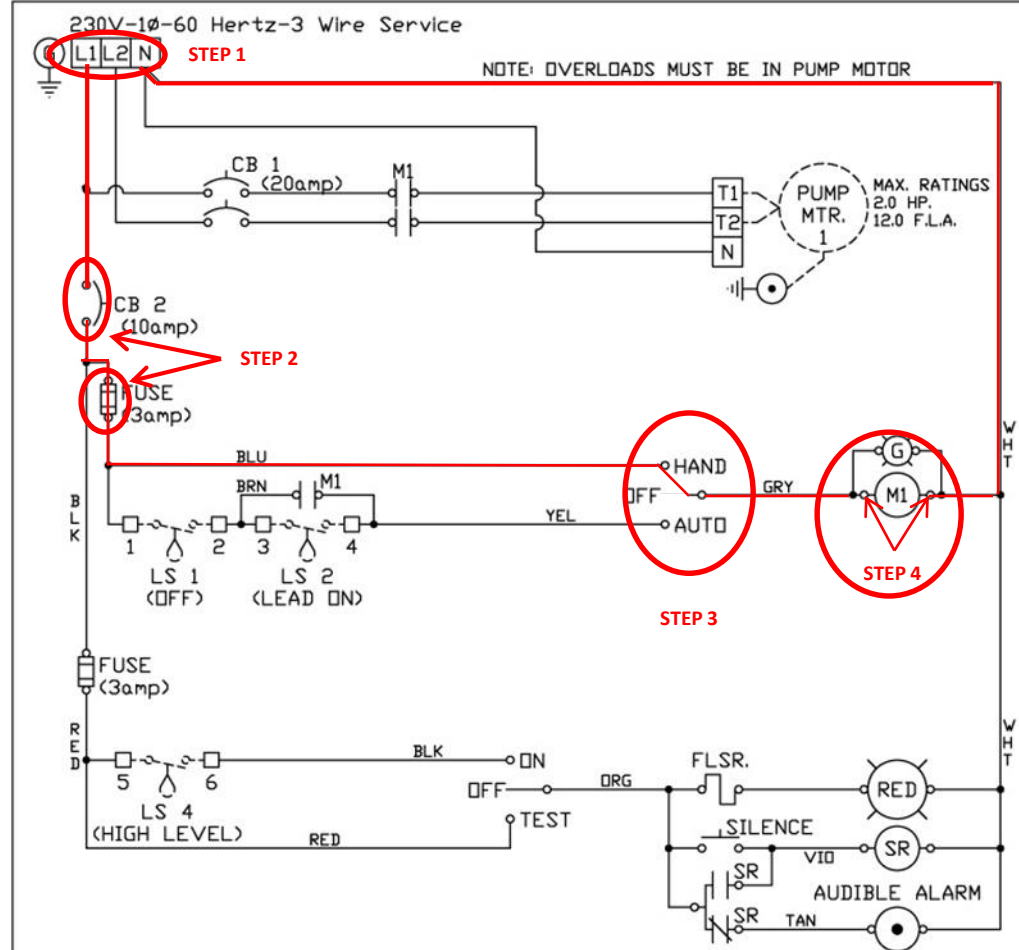 230V-1Ø-60 Hertz-3 Wire Service
G L1 L2 N STEP 1
NOTE: OVERLOADS MUST BE IN PUMP MOTOR
CB 1
(20amp)
M1
T1
T2
N
PUMP
MTR.
1
MAX. RATINGS
2.0 HP.
12.0 F.L.A.
CB 2
(10amp)
STEP 2
FUSE
(3amp)
BLU
HAND
OFF
AUTO
GRY
G
M1
WHT
BRN
M1
YEL
BLK
1 2 3 4
LS 1
(OFF)
LS 2
(LEAD ON)
STEP 3
STEP 4
FUSE
(3amp)
RED
5 6
LS 4
(HIGH LEVEL)
BLK
ON
OFF
TEST
RED
ORG
FLSR.
RED
WHT
SILENCE
VIO
SR
SR
AUDIBLE ALARM
SR
TAN